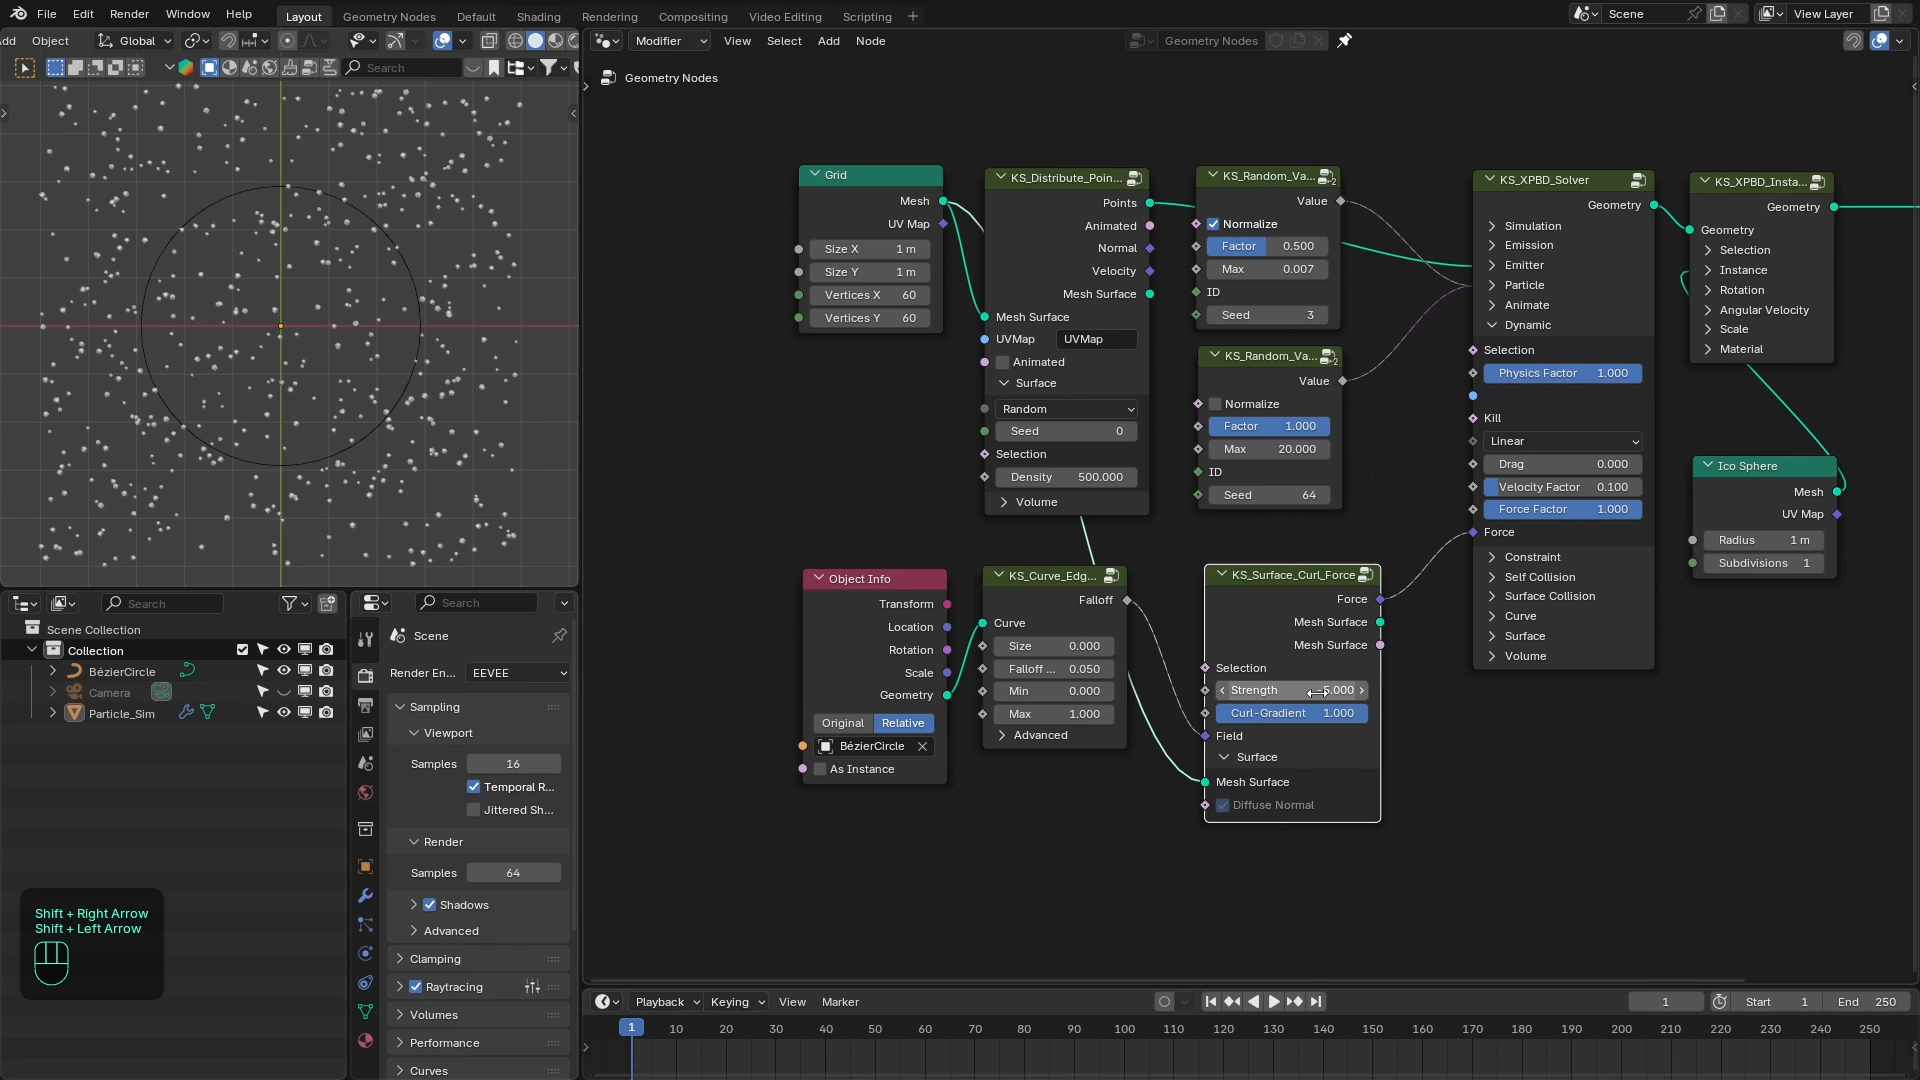 File Edit Render Window Help Layout Geometry Nodes Default Shading Rendering Compositing Video Editing Scripting Scene View Layer
Object Global Modifier View Select Add Node Geometry Nodes
Search
Geometry Nodes
Grid
Mesh
UV Map
Size X 1 m
Size Y 1 m
Vertices X 60
Vertices Y 60
KS_Distribute_Poin...
Points
Animated
Normal
Velocity
Mesh Surface
Mesh Surface
UVMap UVMap
Animated
Surface
Random
Seed 0
Selection
Density 500.000
Volume
KS_Random_Va... 2
Value
Normalize
Factor 0.500
Max 0.007
ID
Seed 3
KS_Random_Va... 2
Value
Normalize
Factor 1.000
Max 20.000
ID
Seed 64
KS_XPBD_Solver
Geometry
Simulation
Emission
Emitter
Particle
Animate
Dynamic
Selection
Physics Factor 1.000
Kill
Linear
Drag 0.000
Velocity Factor 0.100
Force Factor 1.000
Force
Constraint
Self Collision
Surface Collision
Curve
Surface
Volume
KS_XPBD_Insta...
Geometry
Geometry
Selection
Instance
Rotation
Angular Velocity
Scale
Material
Ico Sphere
Mesh
UV Map
Radius 1 m
Subdivisions 1
Object Info
Transform
Location
Rotation
Scale
Geometry
Original Relative
BézierCircle
As Instance
KS_Curve_Edg...
Falloff
Curve
Size 0.000
Falloff ... 0.050
Min 0.000
Max 1.000
Advanced
KS_Surface_Curl_Force
Force
Mesh Surface
Mesh Surface
Selection
Strength -5.000
Curl-Gradient 1.000
Field
Surface
Mesh Surface
Diffuse Normal
Search
Scene Collection
Collection
BézierCircle
Camera
Particle_Sim
Shift + Right Arrow
Shift + Left Arrow
Search
Scene
Render En... EEVEE
Sampling
Viewport
Samples 16
Temporal R...
Jittered Sh...
Render
Samples 64
Shadows
Advanced
Clamping
Raytracing
Volumes
Performance
Curves
Playback Keying View Marker 1 Start 1 End 250
1 10 20 30 40 50 60 70 80 90 100 110 120 130 140 150 160 170 180 190 200 210 220 230 240 250